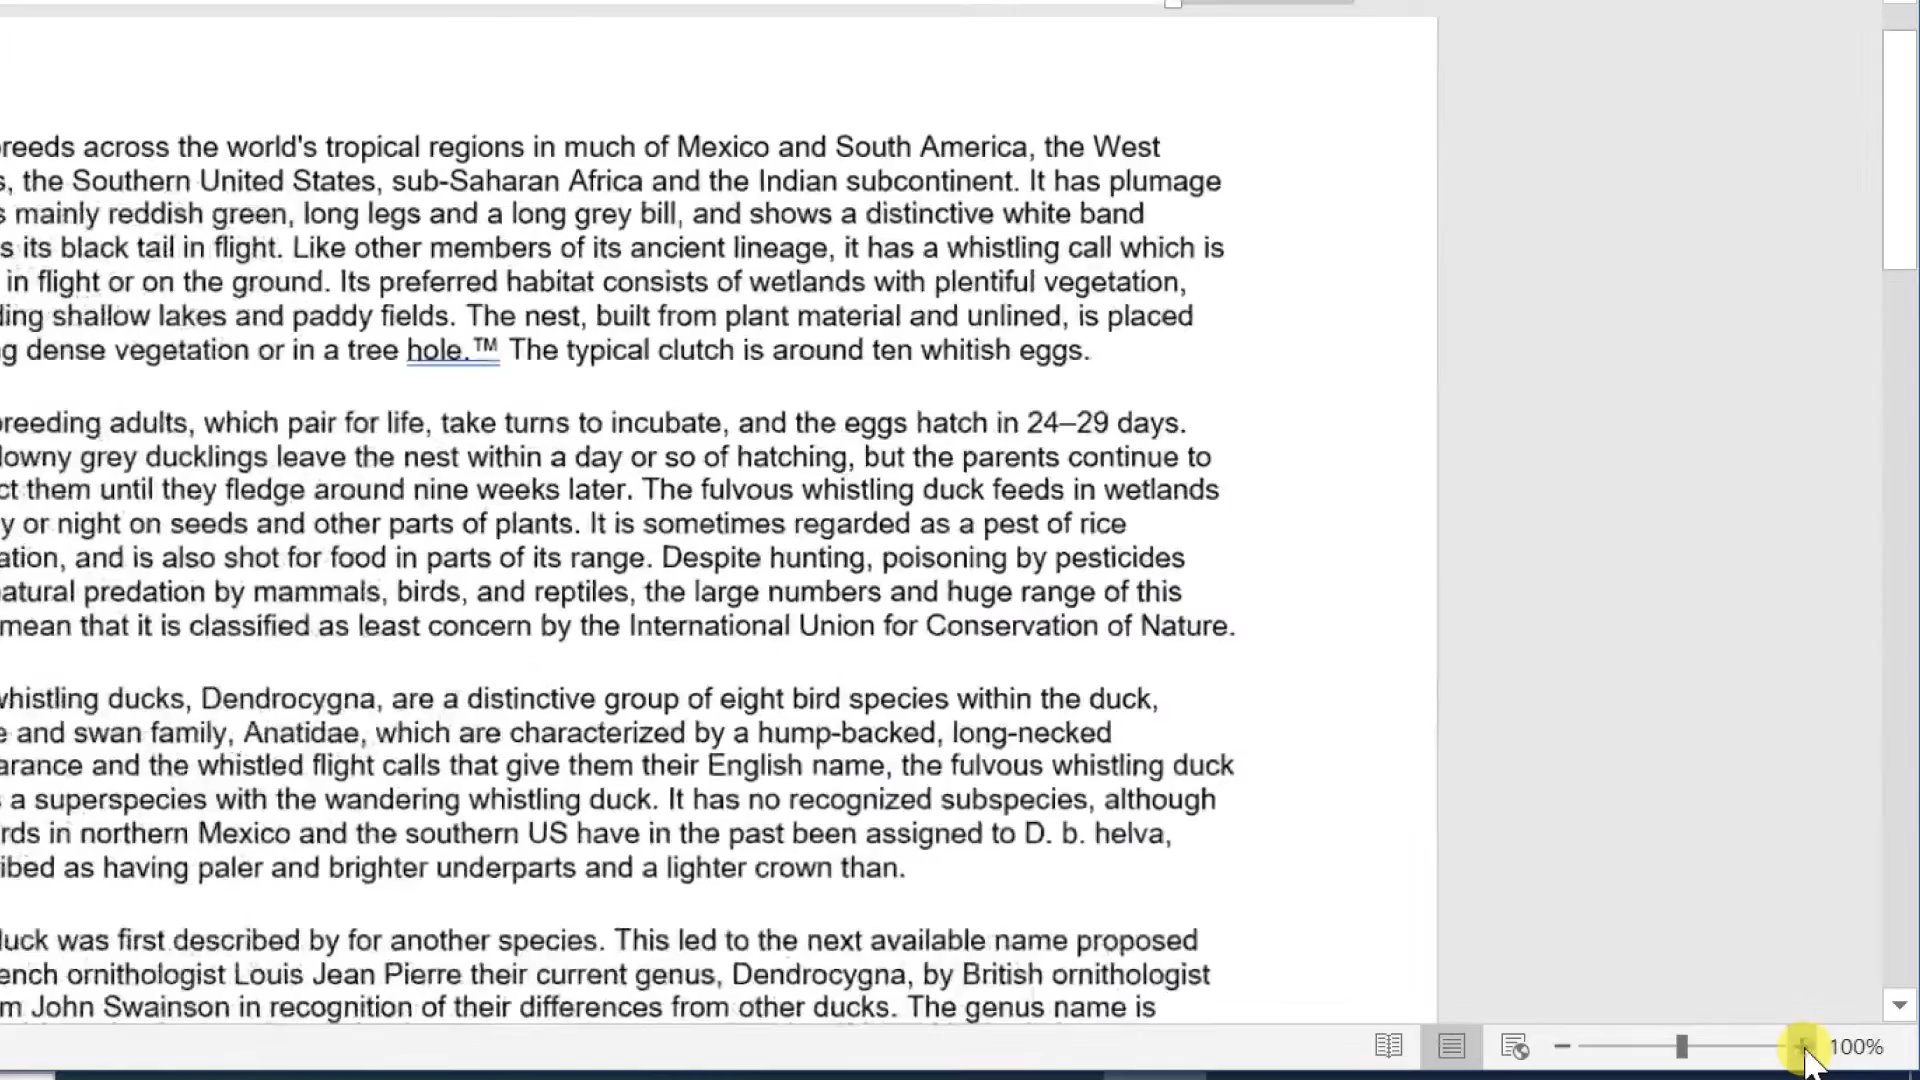 reeds across the world's tropical regions in much of Mexico and South America, the West
s, the Southern United States, sub-Saharan Africa and the Indian subcontinent. It has plumage
s mainly reddish green, long legs and a long grey bill, and shows a distinctive white band
s its black tail in flight. Like other members of its ancient lineage, it has a whistling call which is
in flight or on the ground. Its preferred habitat consists of wetlands with plentiful vegetation,
ding shallow lakes and paddy fields. The nest, built from plant material and unlined, is placed
g dense vegetation or in a tree hole.™ The typical clutch is around ten whitish eggs.
reeding adults, which pair for life, take turns to incubate, and the eggs hatch in 24–29 days.
downy grey ducklings leave the nest within a day or so of hatching, but the parents continue to
ct them until they fledge around nine weeks later. The fulvous whistling duck feeds in wetlands
y or night on seeds and other parts of plants. It is sometimes regarded as a pest of rice
ation, and is also shot for food in parts of its range. Despite hunting, poisoning by pesticides
natural predation by mammals, birds, and reptiles, the large numbers and huge range of this
mean that it is classified as least concern by the International Union for Conservation of Nature.
whistling ducks, Dendrocygna, are a distinctive group of eight bird species within the duck,
e and swan family, Anatidae, which are characterized by a hump-backed, long-necked
arance and the whistled flight calls that give them their English name, the fulvous whistling duck
s a superspecies with the wandering whistling duck. It has no recognized subspecies, although
rds in northern Mexico and the southern US have in the past been assigned to D. b. helva,
ibed as having paler and brighter underparts and a lighter crown than.
duck was first described by for another species. This led to the next available name proposed
ench ornithologist Louis Jean Pierre their current genus, Dendrocygna, by British ornithologist
m John Swainson in recognition of their differences from other ducks. The genus name is
100%